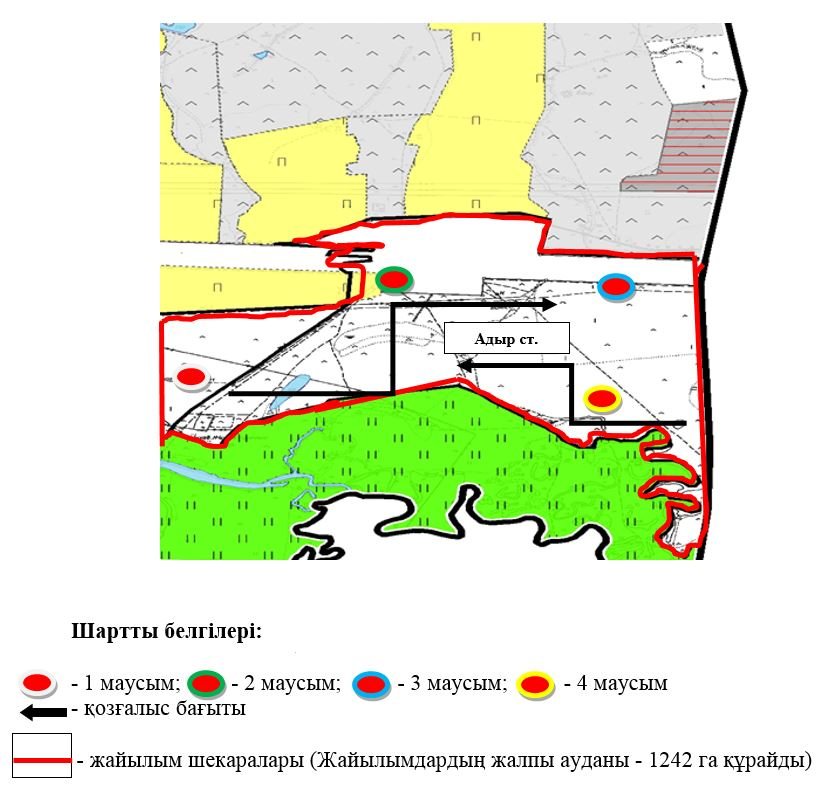 Адыр ст.
Шартты белгілері:
- 1 маусым; - 2 маусым; - 3 маусым; - 4 маусым
- қозғалыс бағыты
- жайылым шекаралары (Жайылымдардың жалпы ауданы - 1242 га құрайды)